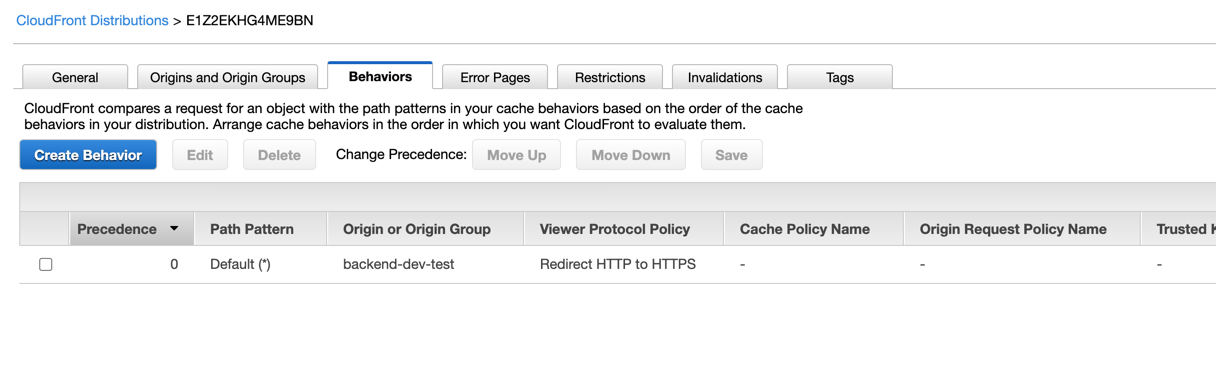 CloudFront Distributions > E1Z2EKHG4ME9BN
General Origins and Origin Groups Behaviors Error Pages Restrictions Invalidations Tags
CloudFront compares a request for an object with the path patterns in your cache behaviors based on the order of the cache
behaviors in your distribution. Arrange cache behaviors in the order in which you want CloudFront to evaluate them.
Create Behavior Edit Delete Change Precedence: Move Up Move Down Save
Precedence Path Pattern Origin or Origin Group Viewer Protocol Policy Cache Policy Name Origin Request Policy Name Trusted
0 Default (*) backend-dev-test Redirect HTTP to HTTPS - - -